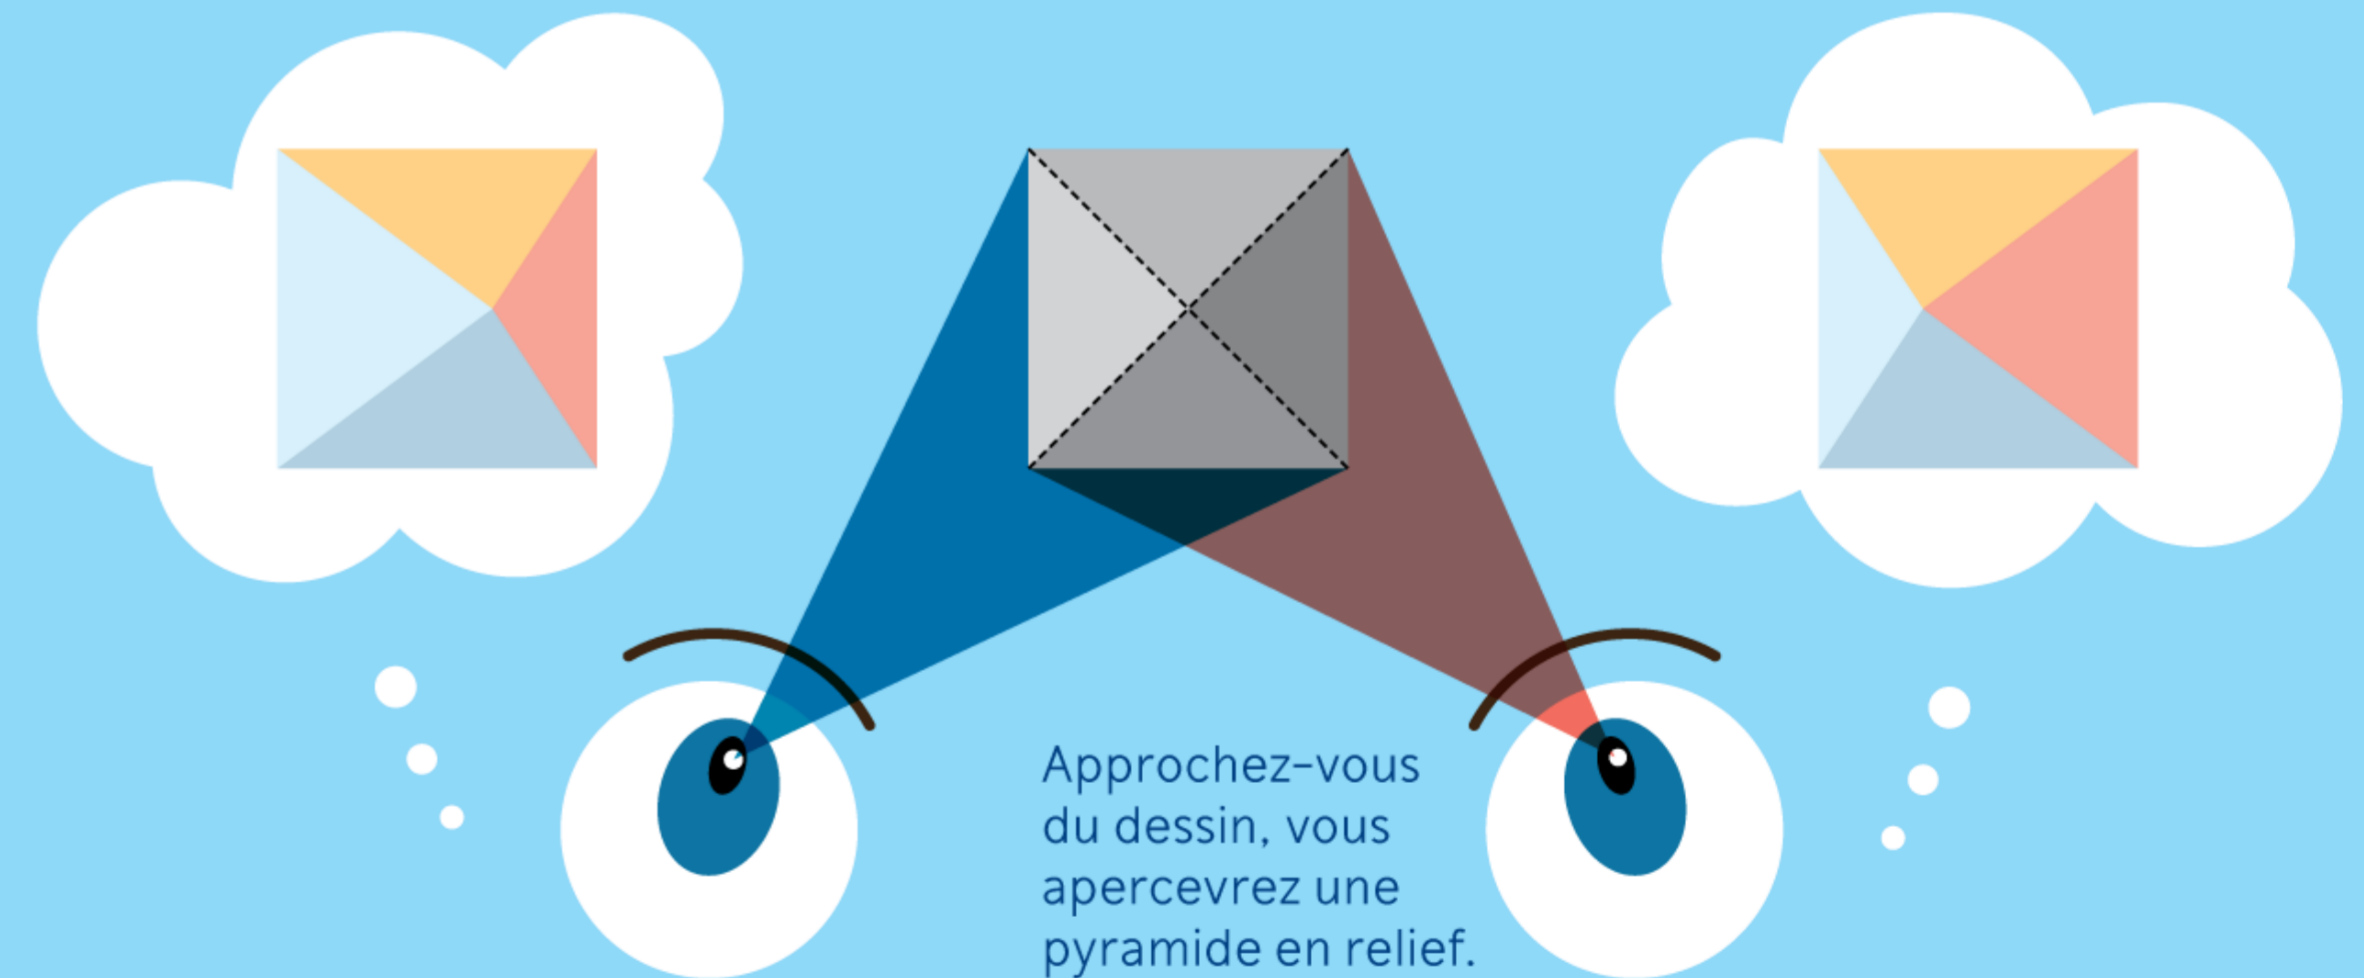 Approchez-vous
du dessin, vous
apercevrez une
pyramide en relief.